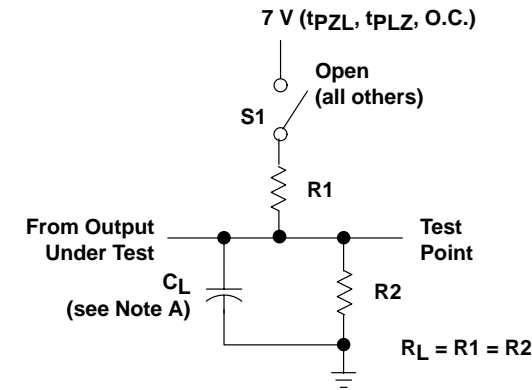 7 V (tPZL, tPLZ, O.C.)
Open
(all others)
S1
R1
From Output
Under Test
Test
Point
CL
(see Note A)
R2
RL = R1 = R2